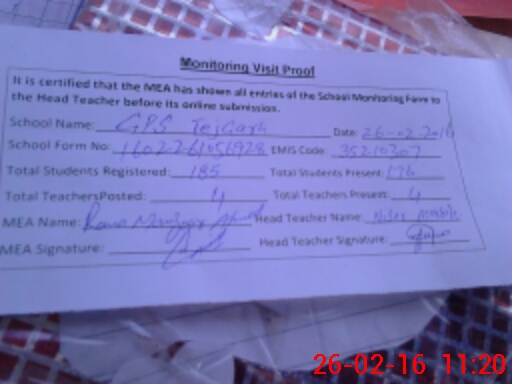 Monitoring Visit Proof
It is certified that the MEA has shown all entries of the School Monitoring Form to
the Head Teacher before its online submission.
School Name: GPS Tejgarh Date: 26-02-2016
School Form No: EMIS Code: 35210307
Total Students Registered: 185 Total Students Present: 176
Total TeachersPosted: 4 Total Teachers Present: 4
MEA Name: Head Teacher Name:
MEA Signature: Head Teacher Signature:
26-02-16 11:20